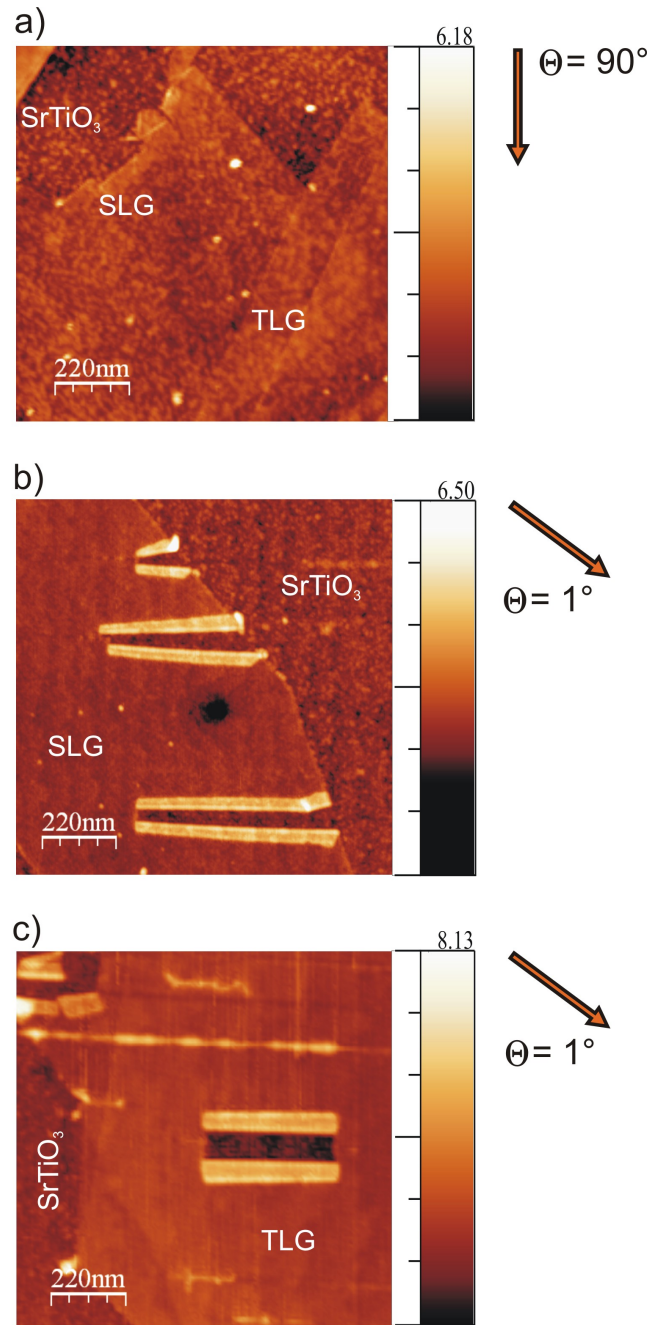 a)
6.18
Θ = 90°
SrTiO₃
SLG
TLG
220nm
b)
6.50
SrTiO₃
Θ = 1°
SLG
220nm
c)
8.13
Θ = 1°
SrTiO₃
TLG
220nm